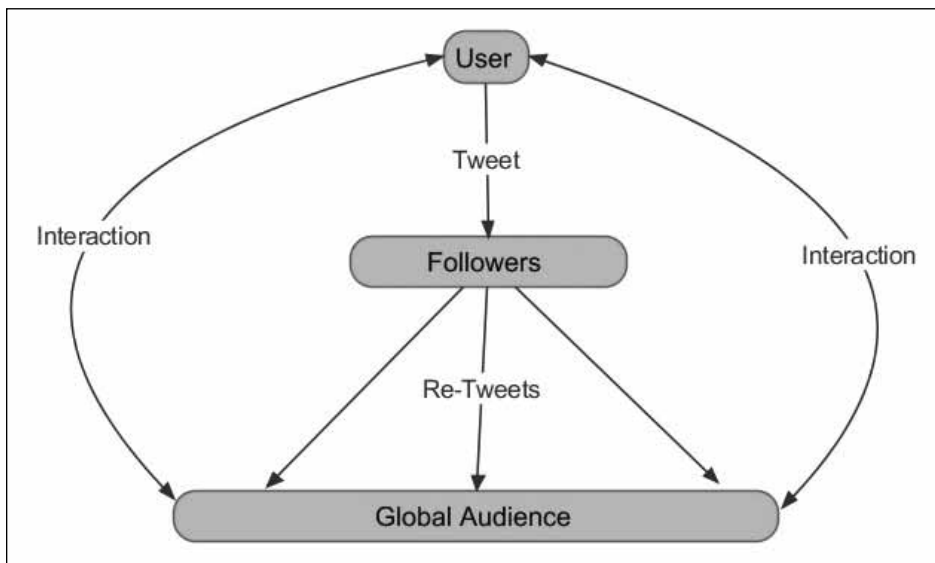 User
Tweet
Interaction
Interaction
Followers
Re-Tweets
Global Audience